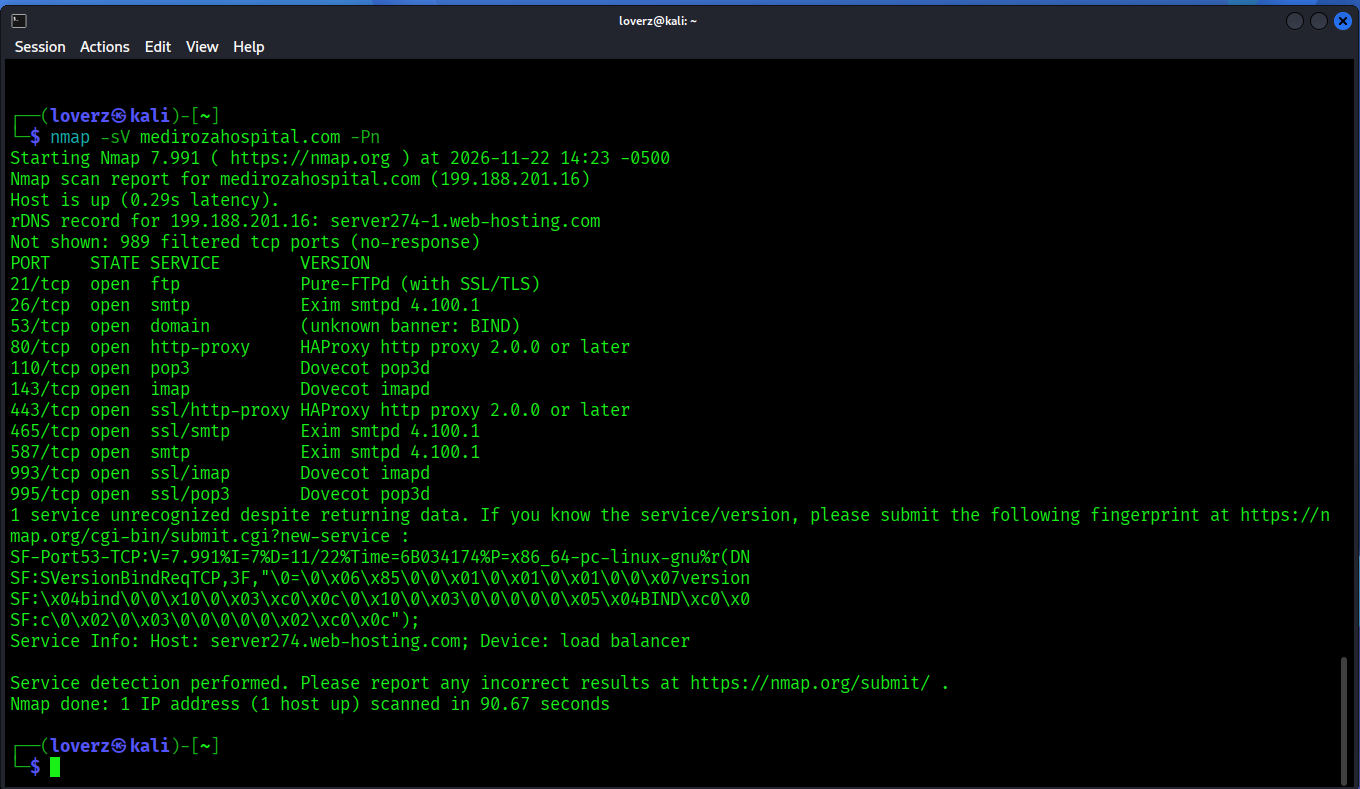 loverz@kali: ~
Session Actions Edit View Help
┌──(loverz㉿kali)-[~]
└─$ nmap -sV medirozahospital.com -Pn
Starting Nmap 7.991 ( https://nmap.org ) at 2026-11-22 14:23 -0500
Nmap scan report for medirozahospital.com (199.188.201.16)
Host is up (0.29s latency).
rDNS record for 199.188.201.16: server274-1.web-hosting.com
Not shown: 989 filtered tcp ports (no-response)
PORT    STATE SERVICE        VERSION
21/tcp  open  ftp            Pure-FTPd (with SSL/TLS)
26/tcp  open  smtp           Exim smtpd 4.100.1
53/tcp  open  domain         (unknown banner: BIND)
80/tcp  open  http-proxy     HAProxy http proxy 2.0.0 or later
110/tcp open  pop3           Dovecot pop3d
143/tcp open  imap           Dovecot imapd
443/tcp open  ssl/http-proxy HAProxy http proxy 2.0.0 or later
465/tcp open  ssl/smtp       Exim smtpd 4.100.1
587/tcp open  smtp           Exim smtpd 4.100.1
993/tcp open  ssl/imap       Dovecot imapd
995/tcp open  ssl/pop3       Dovecot pop3d
1 service unrecognized despite returning data. If you know the service/version, please submit the following fingerprint at https://n
map.org/cgi-bin/submit.cgi?new-service :
SF-Port53-TCP:V=7.991%I=7%D=11/22%Time=6B034174%P=x86_64-pc-linux-gnu%r(DN
SF:SVersionBindReqTCP,3F,"\0=\0\x06\x85\0\0\x01\0\x01\0\x01\0\0\x07version
SF:\x04bind\0\0\x10\0\x03\xc0\x0c\0\x10\0\x03\0\0\0\0\0\x05\x04BIND\xc0\x0
SF:c\0\x02\0\x03\0\0\0\0\0\x02\xc0\x0c");
Service Info: Host: server274.web-hosting.com; Device: load balancer
Service detection performed. Please report any incorrect results at https://nmap.org/submit/ .
Nmap done: 1 IP address (1 host up) scanned in 90.67 seconds
┌──(loverz㉿kali)-[~]
└─$